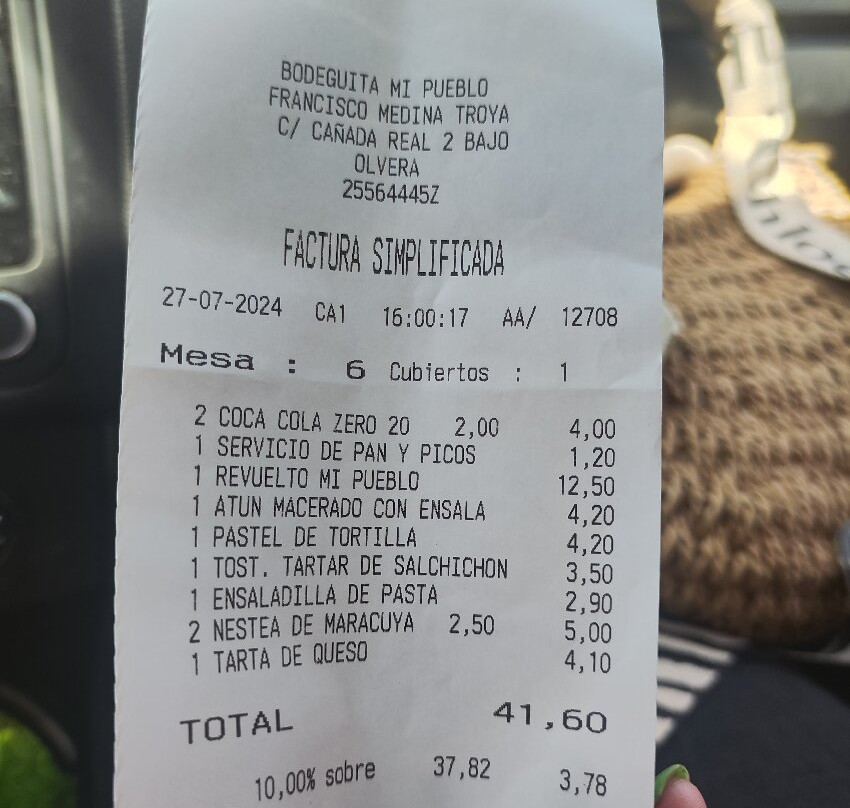 BODEGUITA MI PUEBLO
FRANCISCO MEDINA TROYA
C/ CAÑADA REAL 2 BAJO
OLVERA
25564445Z
FACTURA SIMPLIFICADA
27-07-2024 CA1 16:00:17 AA/ 12708
Mesa : 6 Cubiertos : 1
2 COCA COLA ZERO 20 2,00 4,00
1 SERVICIO DE PAN Y PICOS 1,20
1 REVUELTO MI PUEBLO 12,50
1 ATUN MACERADO CON ENSALA 4,20
1 PASTEL DE TORTILLA 4,20
1 TOST. TARTAR DE SALCHICHON 3,50
1 ENSALADILLA DE PASTA 2,90
2 NESTEA DE MARACUYA 2,50 5,00
1 TARTA DE QUESO 4,10
TOTAL 41,60
10,00% sobre 37,82 3,78